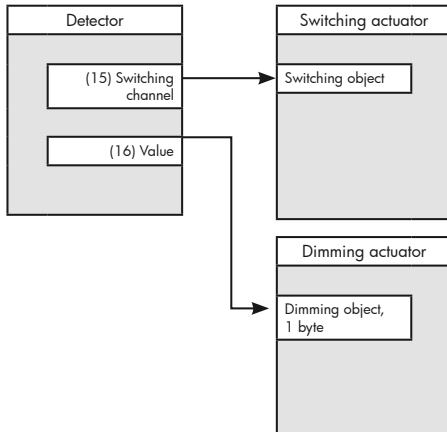 Detector
Switching actuator
(15) Switching
channel
Switching object
(16) Value
Dimming actuator
Dimming object,
1 byte